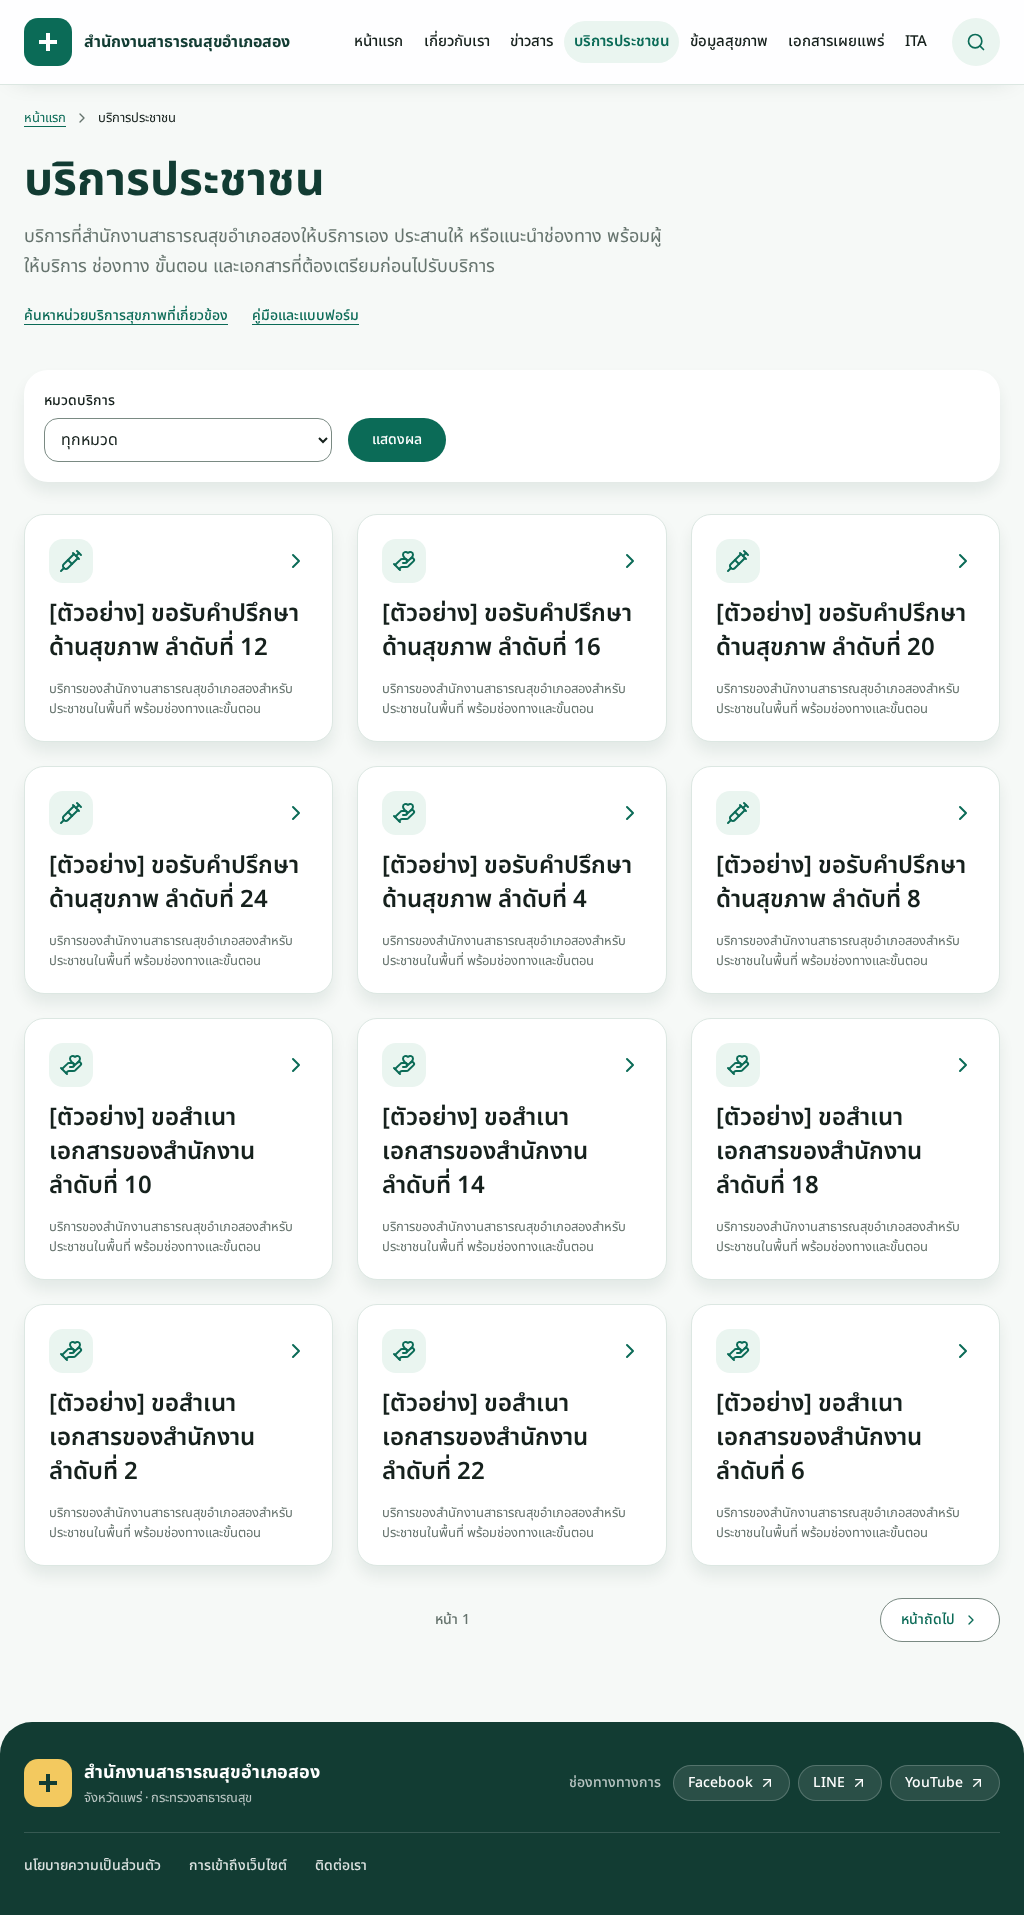 สำนักงานสาธารณสุขอำเภอสอง
หน้าแรก เกี่ยวกับเรา ข่าวสาร บริการประชาชน ข้อมูลสุขภาพ เอกสารเผยแพร่ ITA
หน้าแรก บริการประชาชน
บริการประชาชน
บริการที่สำนักงานสาธารณสุขอำเภอสองให้บริการเอง ประสานให้ หรือแนะนำช่องทาง พร้อมผู้
ให้บริการ ช่องทาง ขั้นตอน และเอกสารที่ต้องเตรียมก่อนไปรับบริการ
ค้นหาหน่วยบริการสุขภาพที่เกี่ยวข้อง คู่มือและแบบฟอร์ม
หมวดบริการ
ทุกหมวด แสดงผล
[ตัวอย่าง] ขอรับคำปรึกษา
ด้านสุขภาพ ลำดับที่ 12
บริการของสำนักงานสาธารณสุขอำเภอสองสำหรับ
ประชาชนในพื้นที่ พร้อมช่องทางและขั้นตอน
[ตัวอย่าง] ขอรับคำปรึกษา
ด้านสุขภาพ ลำดับที่ 16
บริการของสำนักงานสาธารณสุขอำเภอสองสำหรับ
ประชาชนในพื้นที่ พร้อมช่องทางและขั้นตอน
[ตัวอย่าง] ขอรับคำปรึกษา
ด้านสุขภาพ ลำดับที่ 20
บริการของสำนักงานสาธารณสุขอำเภอสองสำหรับ
ประชาชนในพื้นที่ พร้อมช่องทางและขั้นตอน
[ตัวอย่าง] ขอรับคำปรึกษา
ด้านสุขภาพ ลำดับที่ 24
บริการของสำนักงานสาธารณสุขอำเภอสองสำหรับ
ประชาชนในพื้นที่ พร้อมช่องทางและขั้นตอน
[ตัวอย่าง] ขอรับคำปรึกษา
ด้านสุขภาพ ลำดับที่ 4
บริการของสำนักงานสาธารณสุขอำเภอสองสำหรับ
ประชาชนในพื้นที่ พร้อมช่องทางและขั้นตอน
[ตัวอย่าง] ขอรับคำปรึกษา
ด้านสุขภาพ ลำดับที่ 8
บริการของสำนักงานสาธารณสุขอำเภอสองสำหรับ
ประชาชนในพื้นที่ พร้อมช่องทางและขั้นตอน
[ตัวอย่าง] ขอสำเนา
เอกสารของสำนักงาน
ลำดับที่ 10
บริการของสำนักงานสาธารณสุขอำเภอสองสำหรับ
ประชาชนในพื้นที่ พร้อมช่องทางและขั้นตอน
[ตัวอย่าง] ขอสำเนา
เอกสารของสำนักงาน
ลำดับที่ 14
บริการของสำนักงานสาธารณสุขอำเภอสองสำหรับ
ประชาชนในพื้นที่ พร้อมช่องทางและขั้นตอน
[ตัวอย่าง] ขอสำเนา
เอกสารของสำนักงาน
ลำดับที่ 18
บริการของสำนักงานสาธารณสุขอำเภอสองสำหรับ
ประชาชนในพื้นที่ พร้อมช่องทางและขั้นตอน
[ตัวอย่าง] ขอสำเนา
เอกสารของสำนักงาน
ลำดับที่ 2
บริการของสำนักงานสาธารณสุขอำเภอสองสำหรับ
ประชาชนในพื้นที่ พร้อมช่องทางและขั้นตอน
[ตัวอย่าง] ขอสำเนา
เอกสารของสำนักงาน
ลำดับที่ 22
บริการของสำนักงานสาธารณสุขอำเภอสองสำหรับ
ประชาชนในพื้นที่ พร้อมช่องทางและขั้นตอน
[ตัวอย่าง] ขอสำเนา
เอกสารของสำนักงาน
ลำดับที่ 6
บริการของสำนักงานสาธารณสุขอำเภอสองสำหรับ
ประชาชนในพื้นที่ พร้อมช่องทางและขั้นตอน
หน้า 1 หน้าถัดไป
สำนักงานสาธารณสุขอำเภอสอง
จังหวัดแพร่ · กระทรวงสาธารณสุข
ช่องทางทางการ Facebook LINE YouTube
นโยบายความเป็นส่วนตัว การเข้าถึงเว็บไซต์ ติดต่อเรา